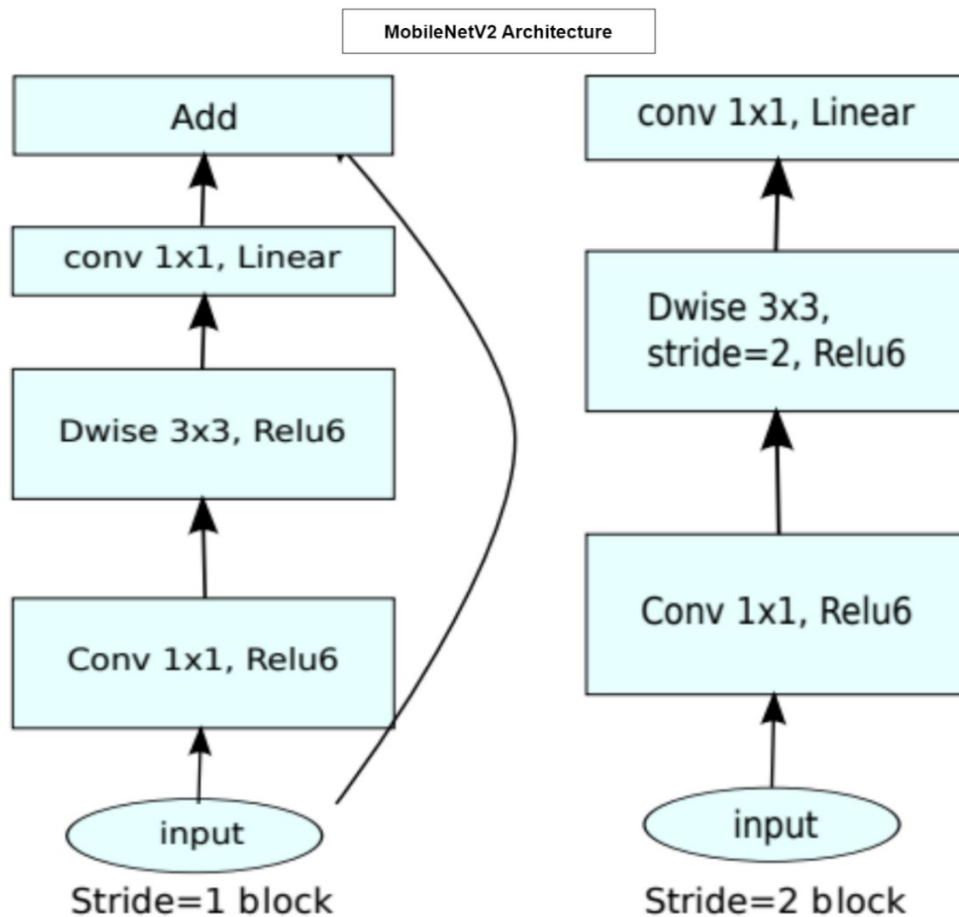 MobileNetV2 Architecture
Add
conv 1x1, Linear
Dwise 3x3, Relu6
Conv 1x1, Relu6
input
Stride=1 block
conv 1x1, Linear
Dwise 3x3,
stride=2, Relu6
Conv 1x1, Relu6
input
Stride=2 block